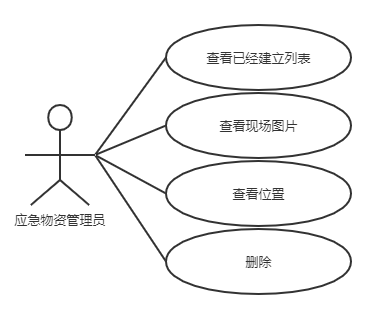 查看已经建立列表
查看现场图片
查看位置
应急物资管理员
删除